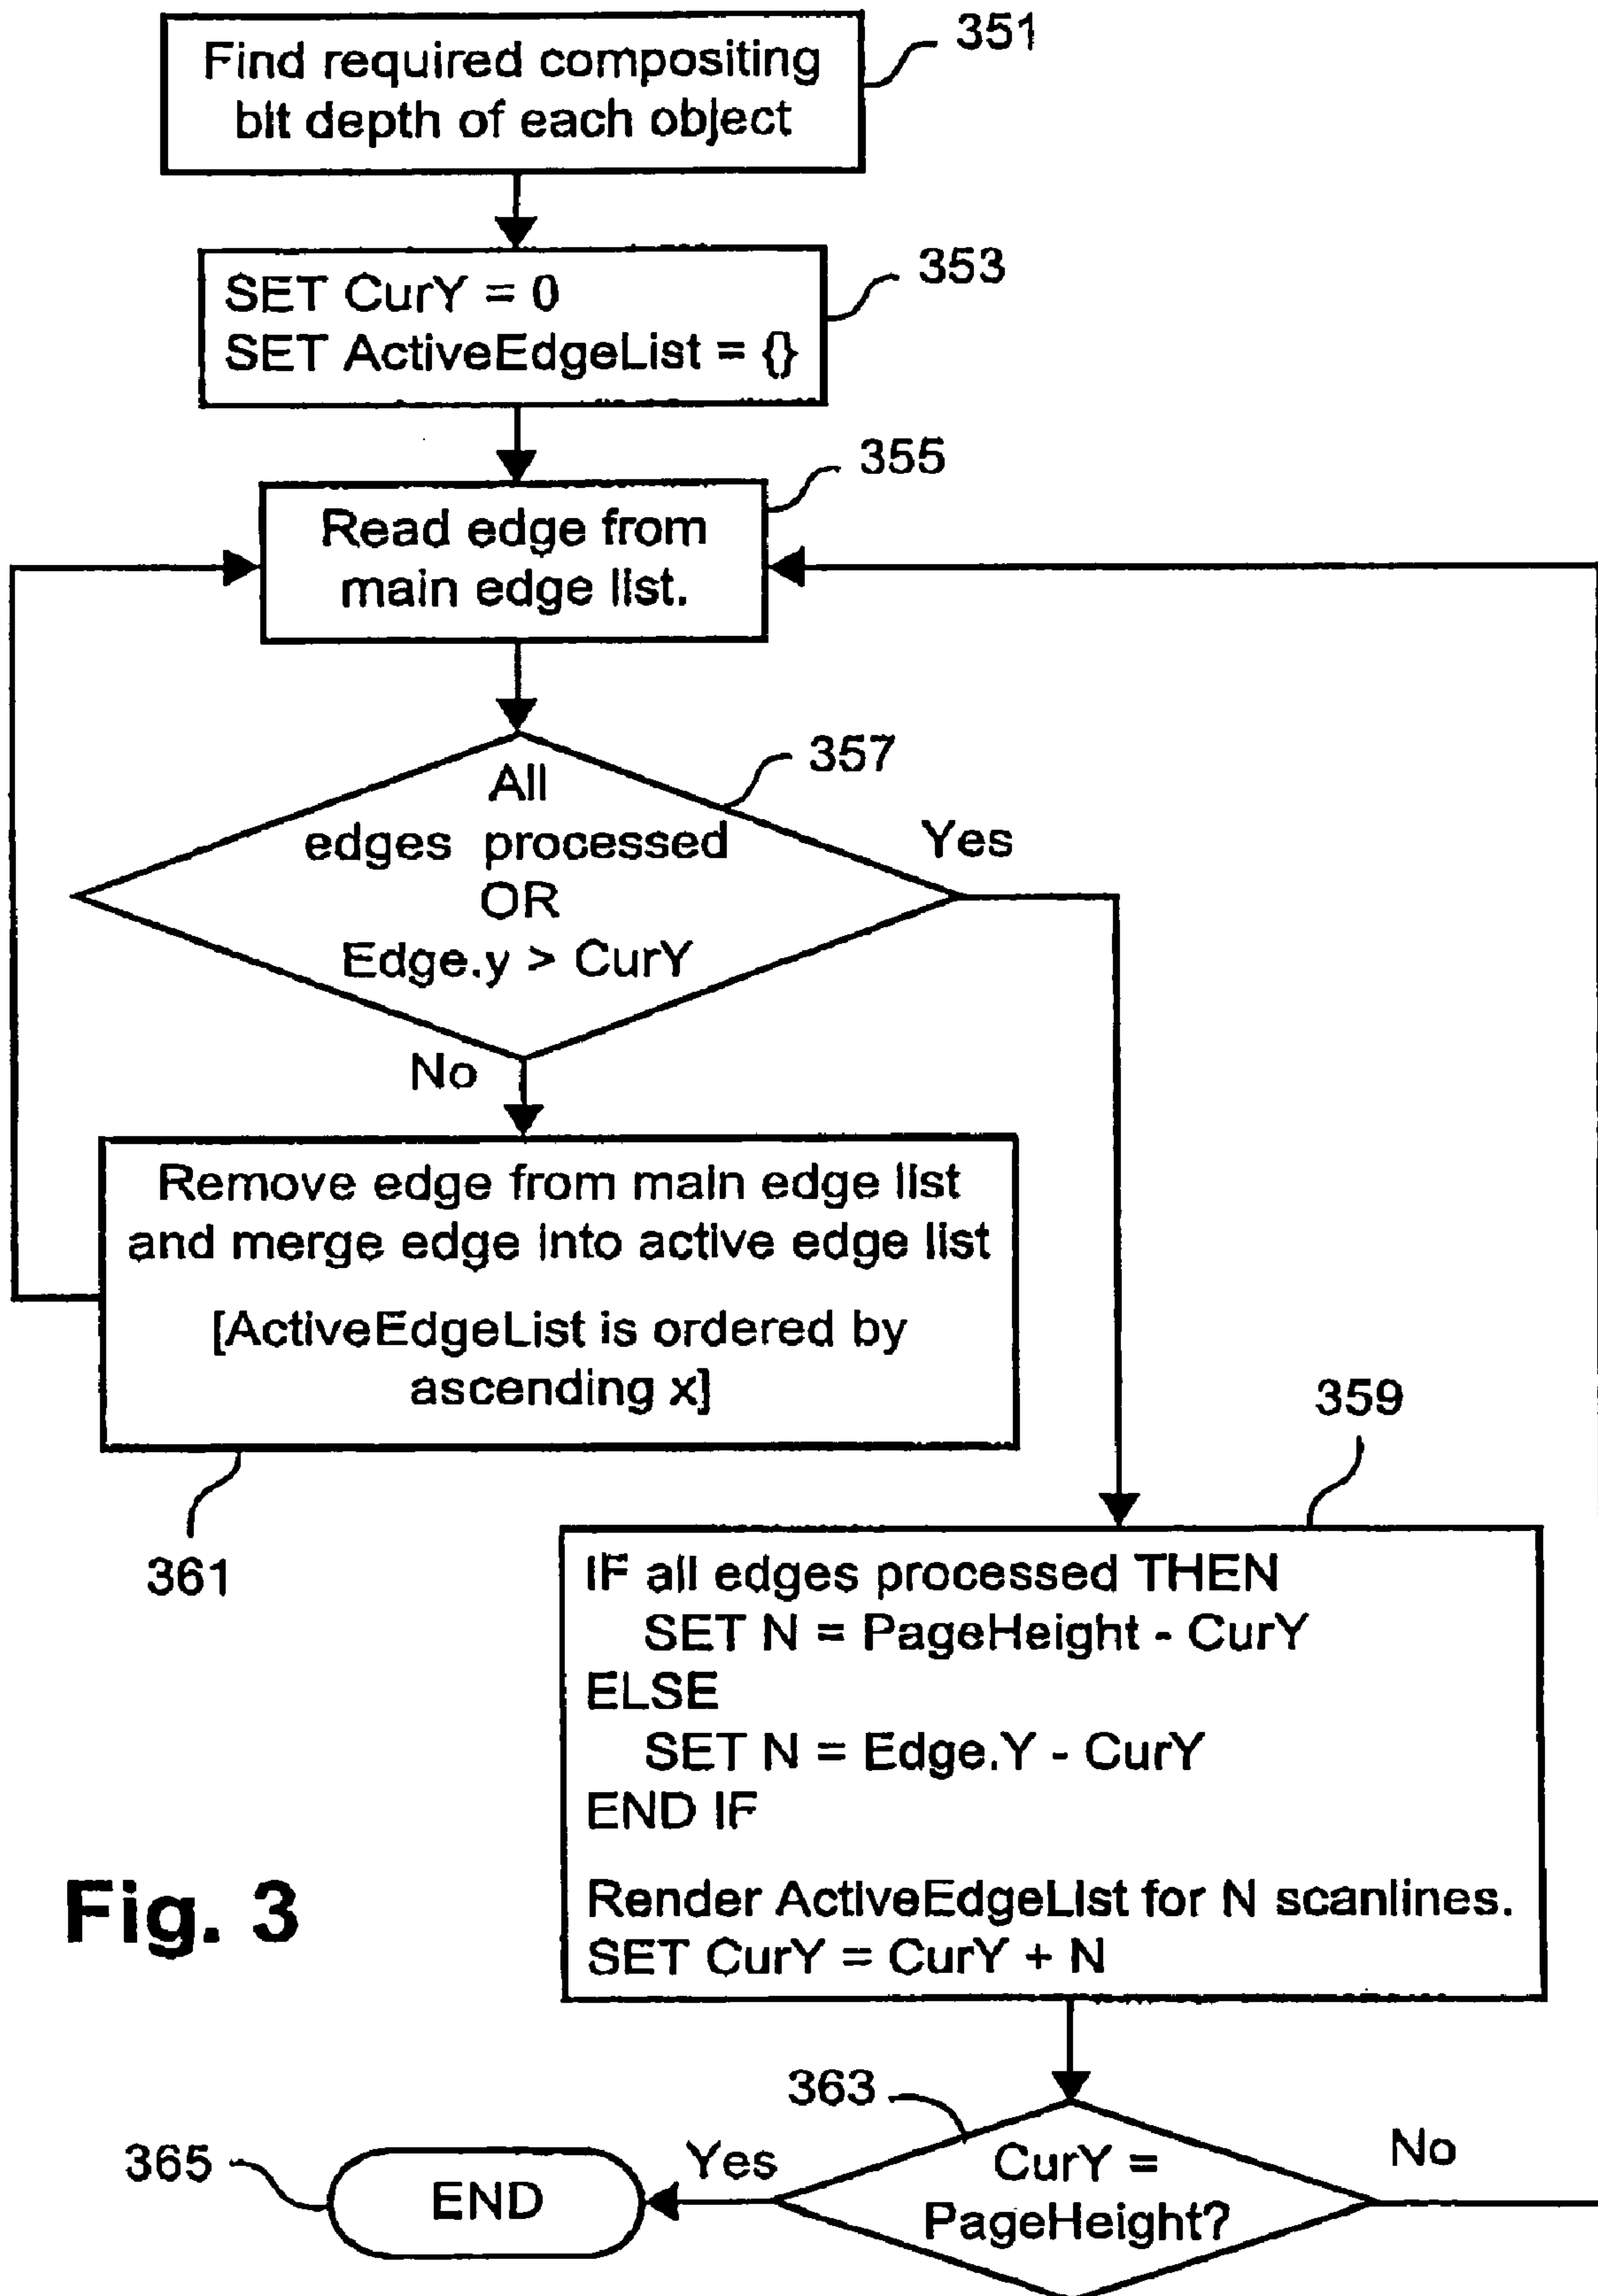 351
Find required compositing
bit depth of each object
353
SET CurY = 0
SET ActiveEdgeList = {}
355
Read edge from
main edge list.
357
All
edges processed
OR
Edge.y > CurY
Yes
No
Remove edge from main edge list
and merge edge into active edge list
[ActiveEdgeList is ordered by
ascending x]
361
359
IF all edges processed THEN
SET N = PageHeight - CurY
ELSE
SET N = Edge.Y - CurY
END IF
Render ActiveEdgeList for N scanlines.
SET CurY = CurY + N
Fig. 3
363
CurY =
PageHeight?
Yes
No
365
END